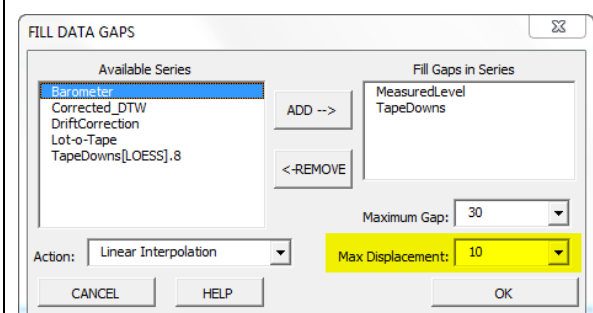 FILL DATA GAPS
Available Series
Fill Gaps in Series
Barometer
Corrected_DTW
DriftCorrection
Lot-o-Tape
TapeDowns[LOESS].8
ADD -->
<-REMOVE
MeasuredLevel
TapeDowns
Maximum Gap: 30
Action: Linear Interpolation
Max Displacement: 10
CANCEL
HELP
OK